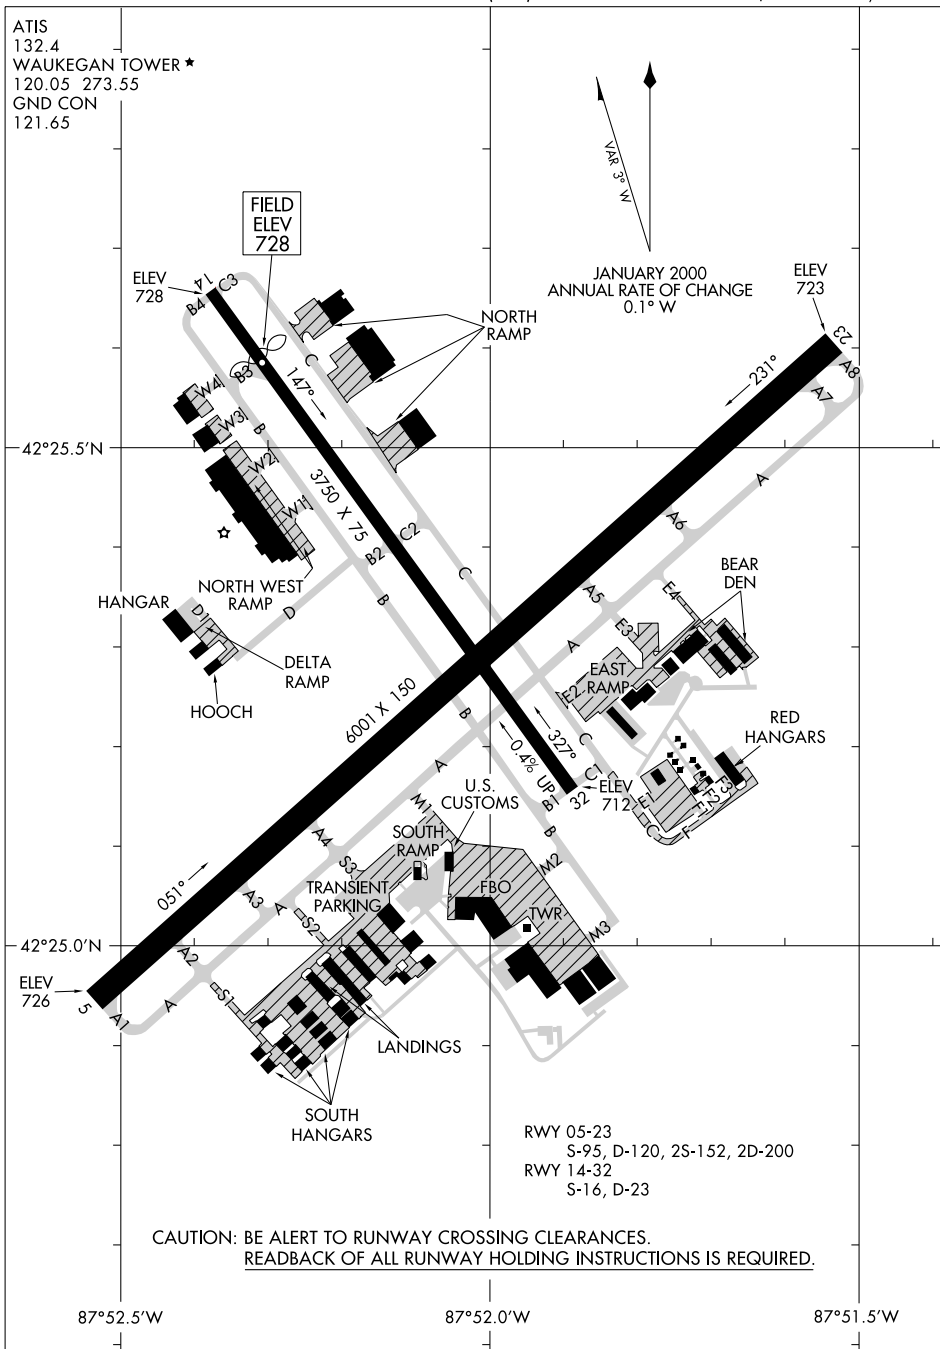 ATIS
132.4
WAUKEGAN TOWER ★
120.05 273.55
GND CON
121.65
VAR 3° W
JANUARY 2000
ANNUAL RATE OF CHANGE
0.1° W
FIELD
ELEV
728
ELEV
728
14
C3
B4
ELEV
723
23
A8
A7
231°
NORTH
RAMP
C
147°
B3
W4
W3
W2
W1
B
42°25.5'N
3750 X 75
A
A6
C2
B2
C
BEAR
DEN
NORTH WEST
RAMP
HANGAR
D1
D
B
A5
E4
E3
A
DELTA
RAMP
HOOCH
EAST
RAMP
E2
6001 X 150
B
327°
0.4% UP
C
RED
HANGARS
A
C1
ELEV
712
32
B1
E1
F1
F2
F3
C
F
U.S.
CUSTOMS
M1
B
A4
SOUTH
RAMP
S3
M2
TRANSIENT
PARKING
FBO
TWR
051°
A3
A
S2
M3
42°25.0'N
A2
S1
ELEV
726
5
A1
A
LANDINGS
SOUTH
HANGARS
RWY 05-23
S-95, D-120, 2S-152, 2D-200
RWY 14-32
S-16, D-23
CAUTION: BE ALERT TO RUNWAY CROSSING CLEARANCES.
READBACK OF ALL RUNWAY HOLDING INSTRUCTIONS IS REQUIRED.
87°52.5'W
87°52.0'W
87°51.5'W